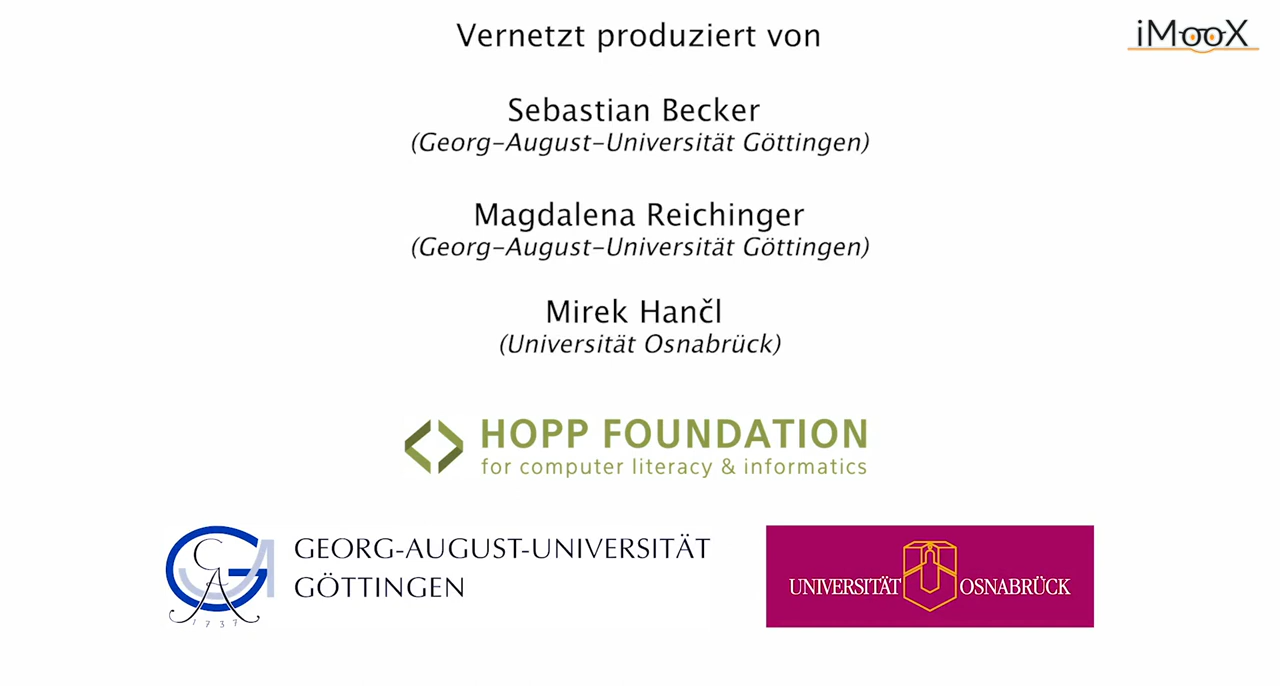 Vernetzt produziert von
iMooX
Sebastian Becker
(Georg-August-Universität Göttingen)
Magdalena Reichinger
(Georg-August-Universität Göttingen)
Mirek Hančl
(Universität Osnabrück)
HOPP FOUNDATION
for computer literacy & informatics
GEORG-AUGUST-UNIVERSITÄT
GÖTTINGEN
1737
UNIVERSITÄT OSNABRÜCK